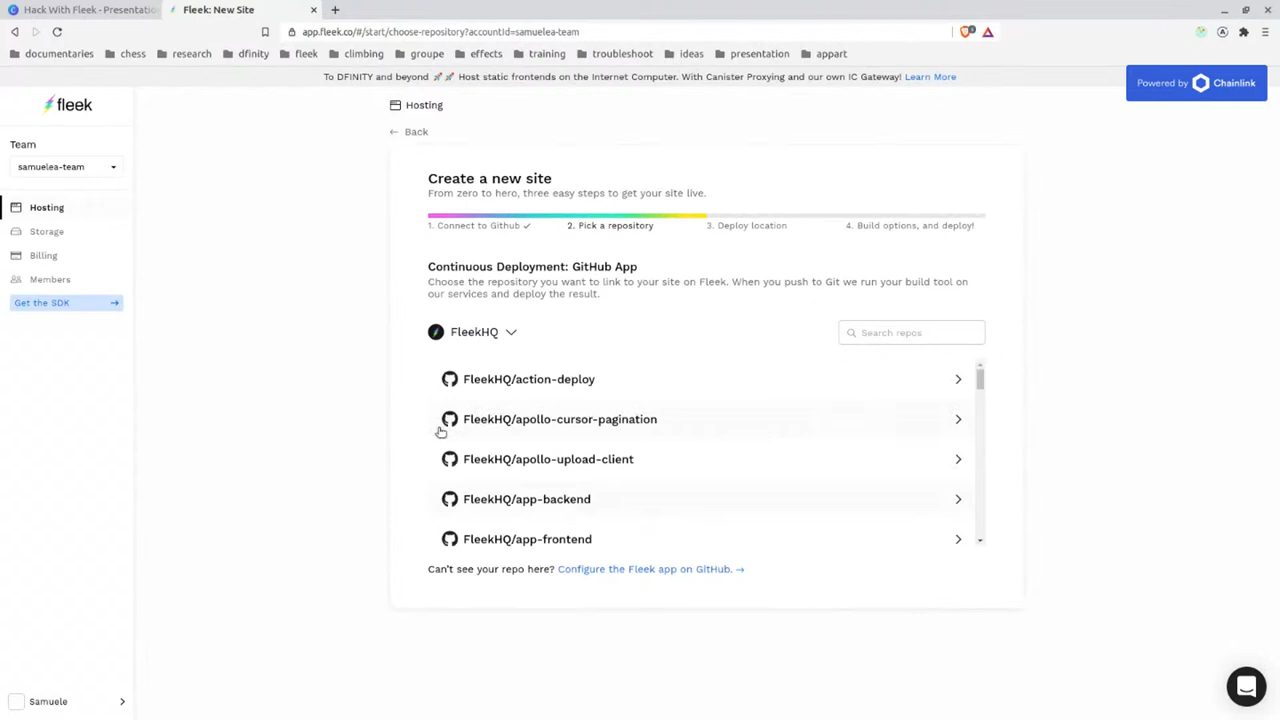 Hack With Fleek - Presentatio
Fleek: New Site
app.fleek.co/#/start/choose-repository?accountId=samuelea-team
documentaries
chess
research
dfinity
fleek
climbing
groupe
effects
training
troubleshoot
ideas
presentation
appart
To DFINITY and beyond 🚀🚀 Host static frontends on the Internet Computer. With Canister Proxying and our own IC Gateway! Learn More
Powered by Chainlink
fleek
Team
samuelea-team
Hosting
Storage
Billing
Members
Get the SDK →
Samuele
Hosting
← Back
Create a new site
From zero to hero, three easy steps to get your site live.
1. Connect to Github ✓
2. Pick a repository
3. Deploy location
4. Build options, and deploy!
Continuous Deployment: GitHub App
Choose the repository you want to link to your site on Fleek. When you push to Git we run your build tool on
our services and deploy the result.
FleekHQ
Search repos
FleekHQ/action-deploy
FleekHQ/apollo-cursor-pagination
FleekHQ/apollo-upload-client
FleekHQ/app-backend
FleekHQ/app-frontend
Can't see your repo here? Configure the Fleek app on GitHub. →